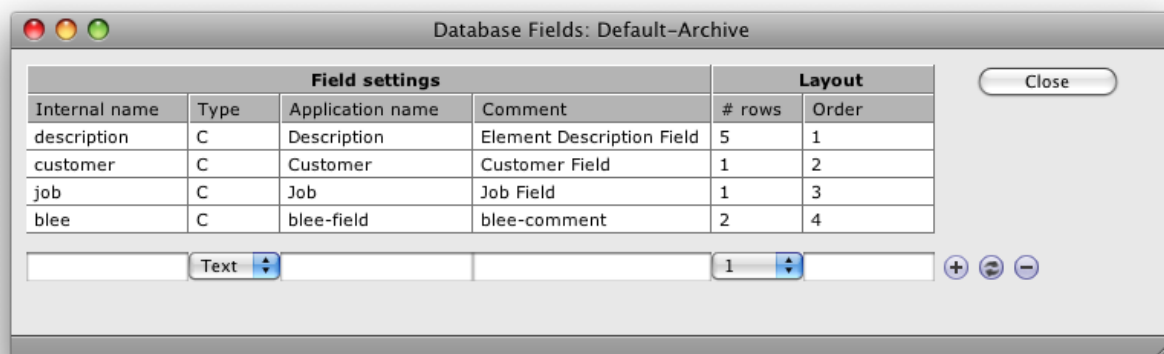 Database Fields: Default-Archive
Field settings Layout Close
Internal name Type Application name Comment # rows Order
description C Description Element Description Field 5 1
customer C Customer Customer Field 1 2
job C Job Job Field 1 3
blee C blee-field blee-comment 2 4
Text 1